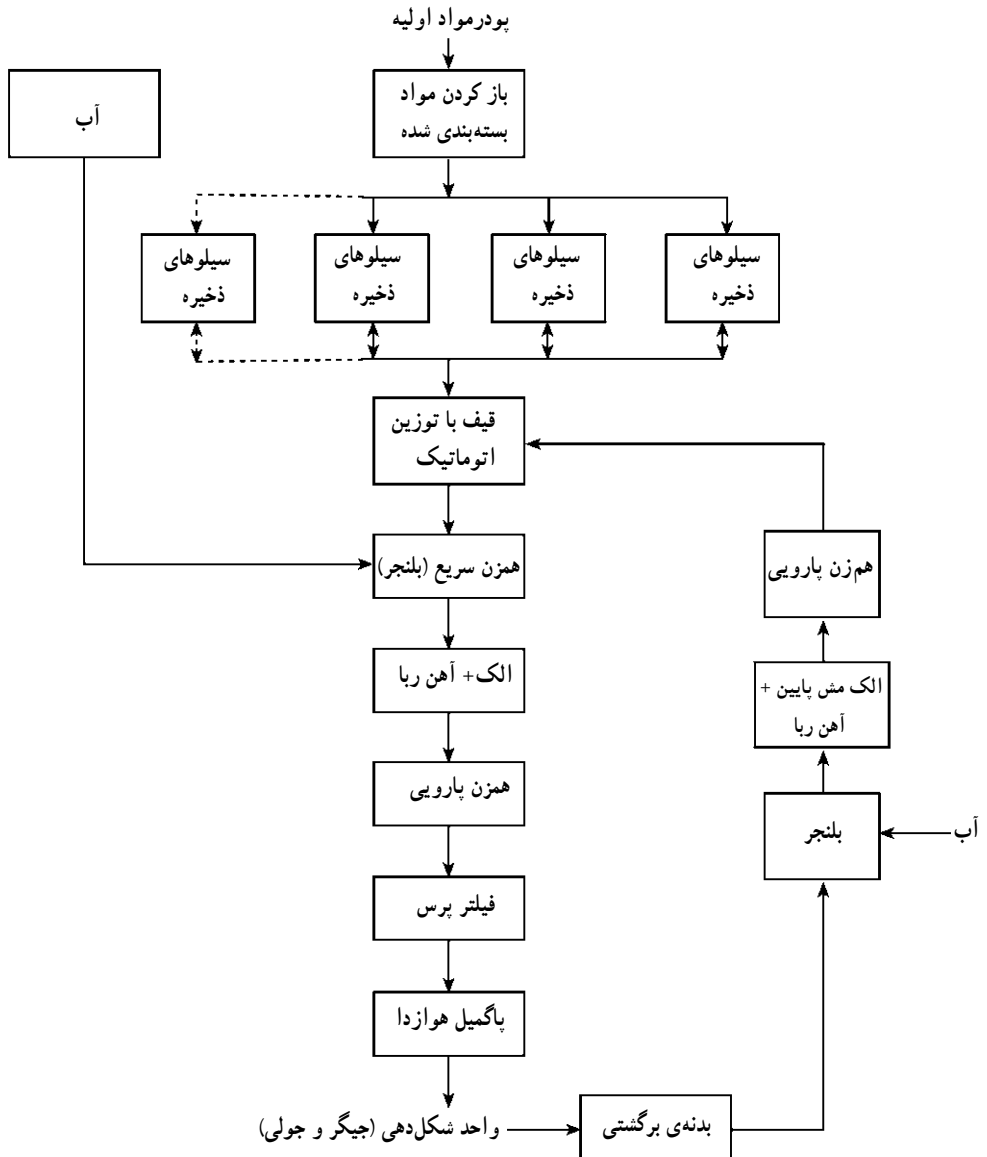 پودرمواد اولیه
باز کردن مواد
بسته‌بندی شده
آب
سیلوهای
ذخیره
سیلوهای
ذخیره
سیلوهای
ذخیره
سیلوهای
ذخیره
قیف با توزین
اتوماتیک
همزن سریع (بلنجر)
الک+ آهن ربا
همزن پارویی
فیلتر پرس
پاگمیل هوازدا
واحد شکل‌دهی (جیگر و جولی)
بدنه‌ی برگشتی
هم‌زن پارویی
الک مش پایین +
آهن ربا
بلنجر
آب